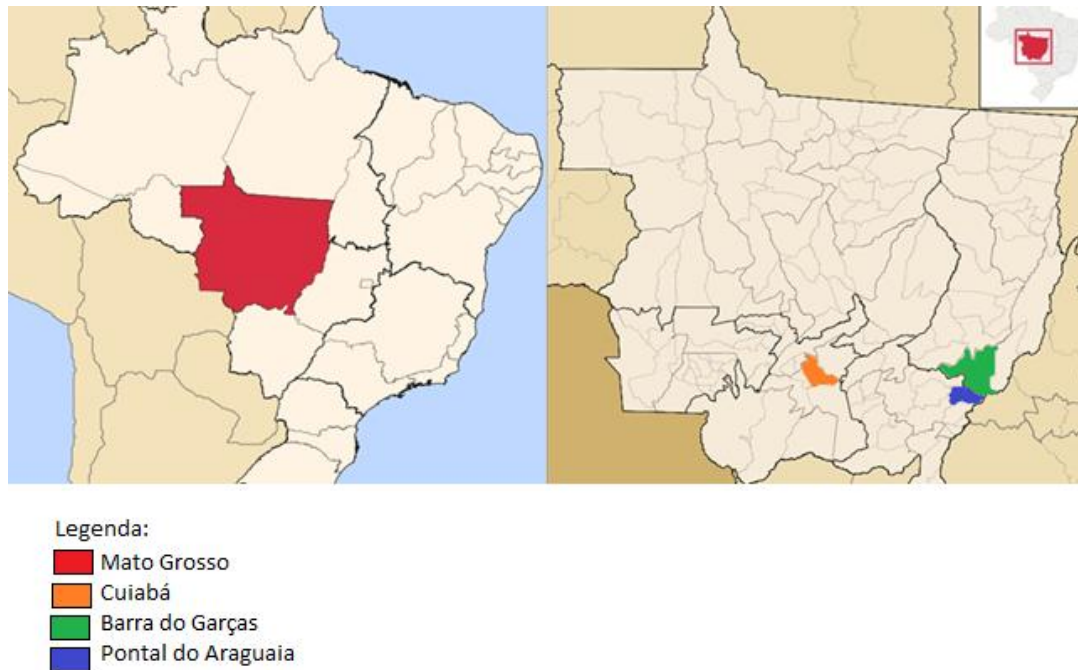 Legenda:
Mato Grosso
Cuiabá
Barra do Garças
Pontal do Araguaia